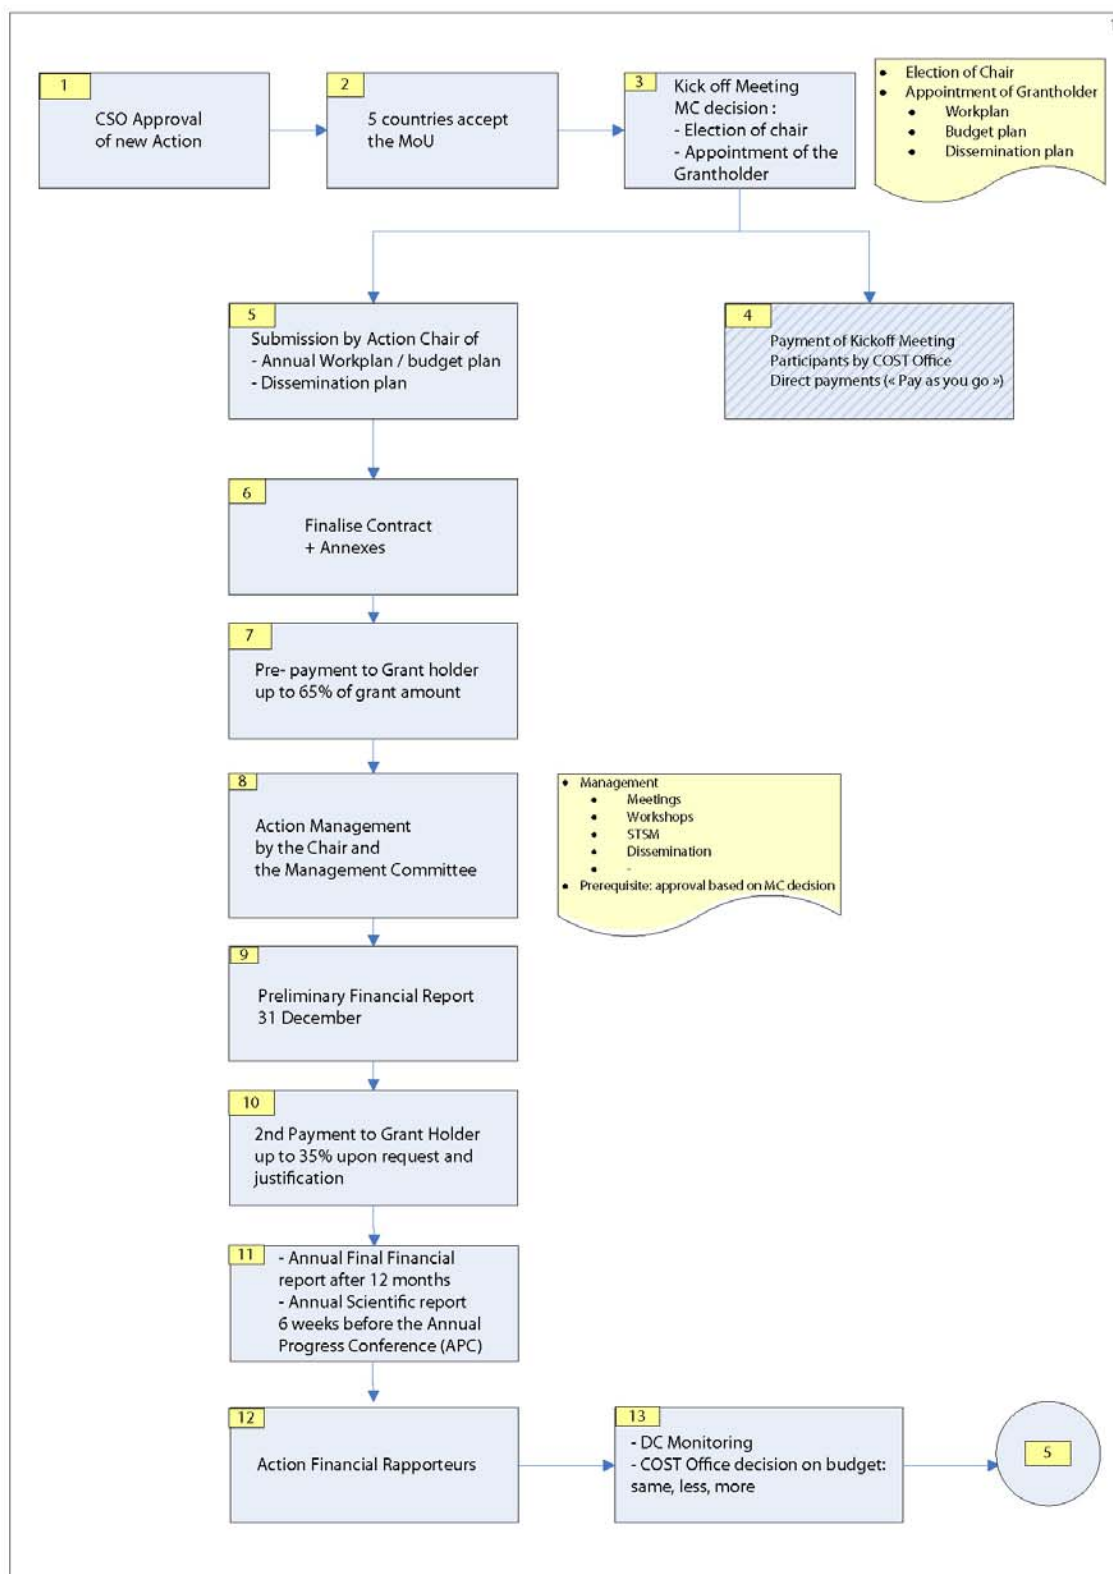 1
1
CSO Approval
of new Action
2
5 countries accept
the MoU
3
Kick off Meeting
MC decision :
- Election of chair
- Appointment of the
Grantholder
• Election of Chair
• Appointment of Grantholder
• Workplan
• Budget plan
• Dissemination plan
5
Submission by Action Chair of
- Annual Workplan / budget plan
- Dissemination plan
4
Payment of Kickoff Meeting
Participants by COST Office
Direct payments (« Pay as you go »)
6
Finalise Contract
+ Annexes
7
Pre- payment to Grant holder
up to 65% of grant amount
8
Action Management
by the Chair and
the Management Committee
• Management
• Meetings
• Workshops
• STSM
• Dissemination
• -
• Prerequisite: approval based on MC decision
9
Preliminary Financial Report
31 December
10
2nd Payment to Grant Holder
up to 35% upon request and
justification
11
- Annual Final Financial
report after 12 months
- Annual Scientific report
6 weeks before the Annual
Progress Conference (APC)
12
Action Financial Rapporteurs
13
- DC Monitoring
- COST Office decision on budget:
same, less, more
5